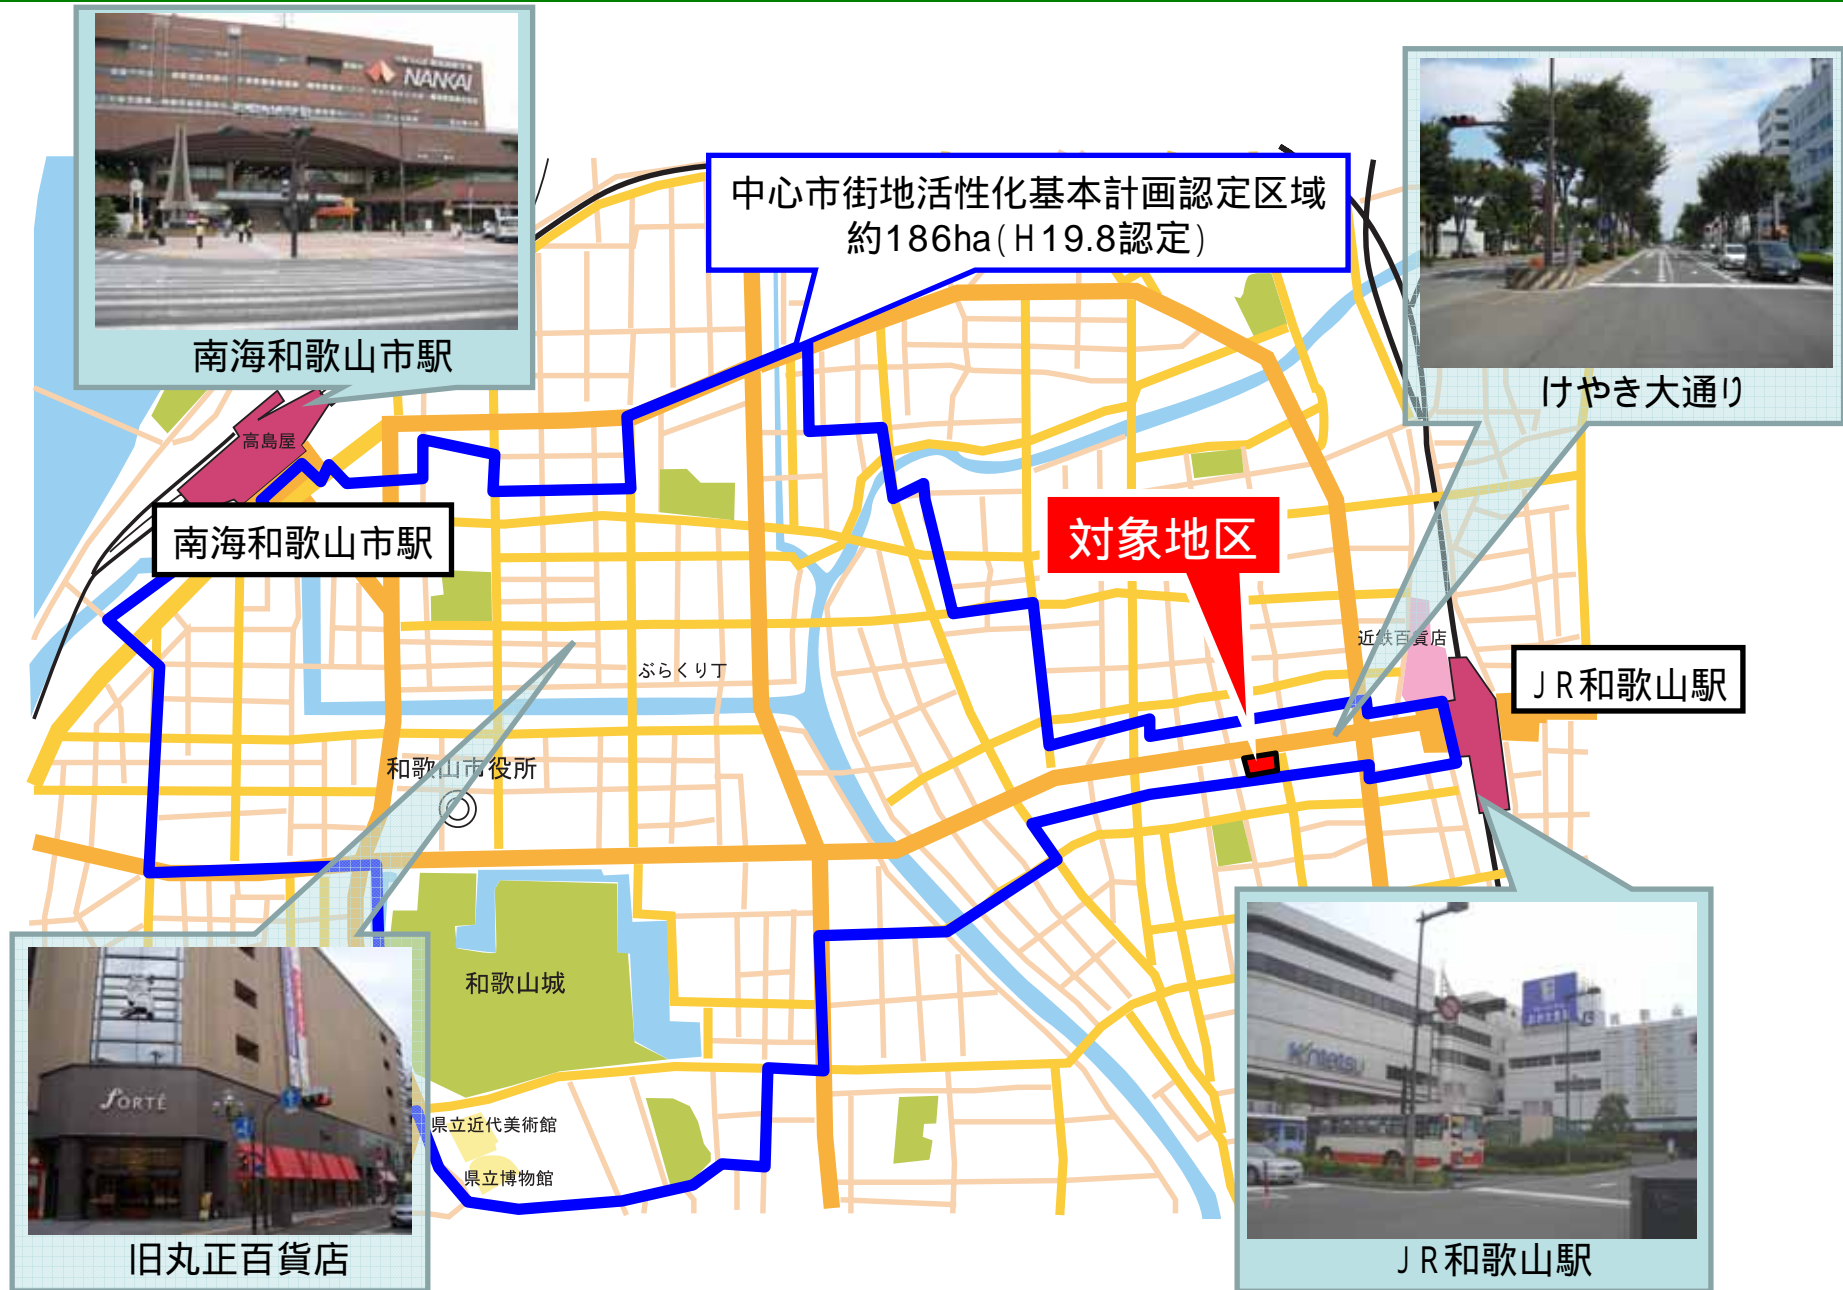 NANKAI
南海和歌山市駅
中心市街地活性化基本計画認定区域
約186ha(H19.8認定)
けやき大通り
高島屋
南海和歌山市駅
対象地区
近鉄百貨店
ぶらくり丁
JR和歌山駅
和歌山市役所
和歌山城
FORTE
県立近代美術館
県立博物館
旧丸正百貨店
Kintetsu
JR和歌山駅